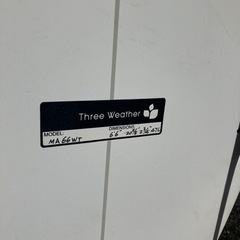 Three Weather
MODEL: DIMENSIONS
MA66WT 6'6"